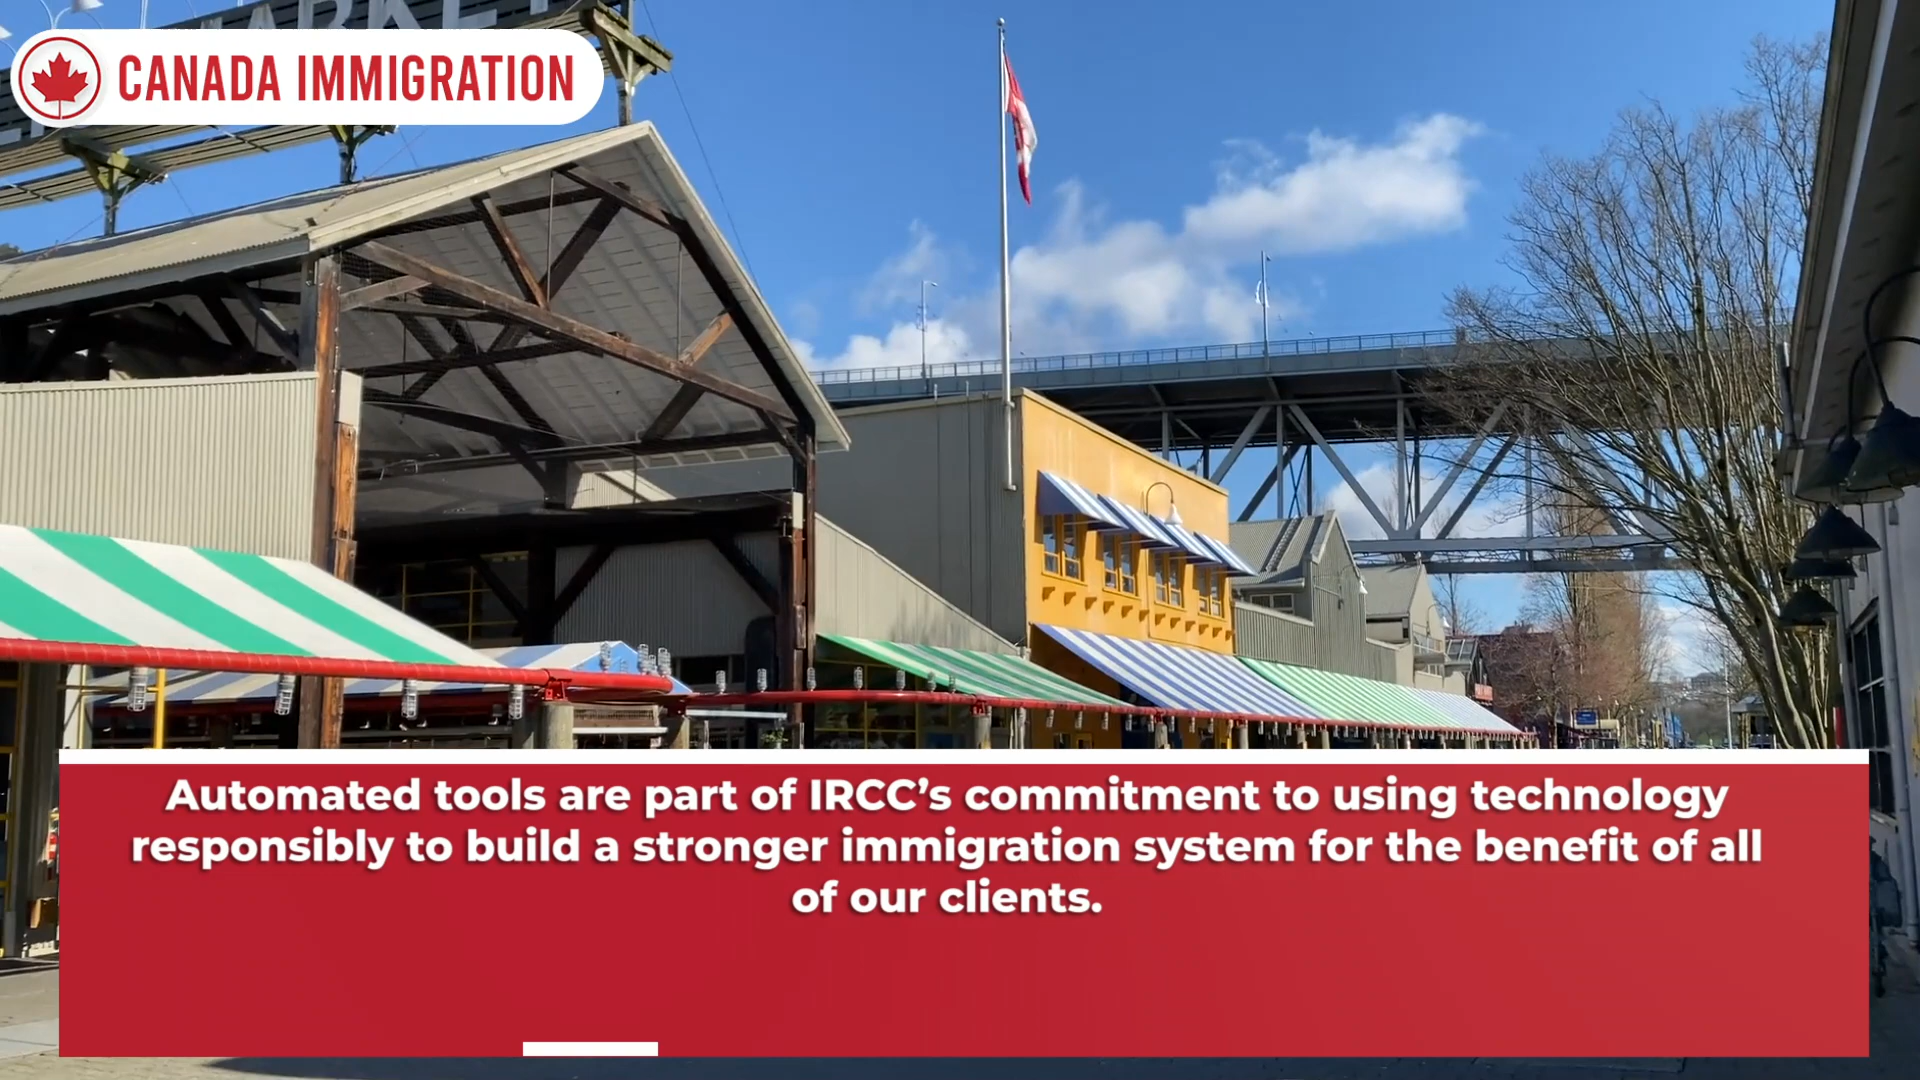 MARKET
CANADA IMMIGRATION
Automated tools are part of IRCC’s commitment to using technology
responsibly to build a stronger immigration system for the benefit of all
of our clients.